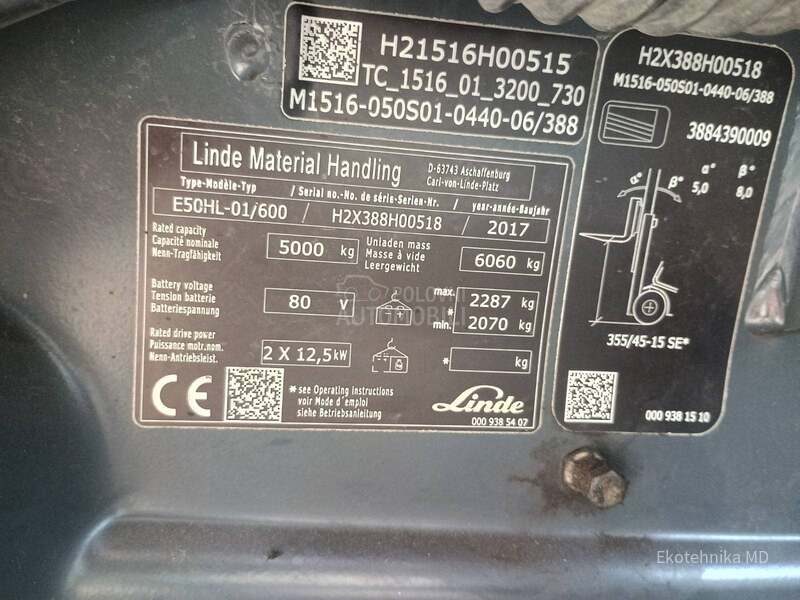 H21516H00515
TC_1516_01_3200_730
M1516-050S01-0440-06/388
Linde Material Handling
D-63743 Aschaffenburg
Carl-von-Linde-Platz
Type-Modèle-Typ / Serial no.-No. de série-Serien-Nr. / year-année-Baujahr
E50HL-01/600 / H2X388H00518 / 2017
Rated capacity
Capacité nominale
Nenn-Tragfähigkeit
5000 kg
Unladen mass
Masse à vide
Leergewicht
6060 kg
Battery voltage
Tension batterie
Batteriespannung
80 V
max. 2287 kg
*
min. 2070 kg
Rated drive power
Puissance motr.nom.
Nenn-Antriebsleist.
2 X 12,5 kW
* kg
CE
* see Operating instructions
voir Mode d'emploi
siehe Betriebsanleitung
Linde
000 938 54 07
H2X388H00518
M1516-050S01-0440-06/388
3884390009
α° β°
5,0 8,0
α° β°
355/45-15 SE*
000 938 15 10
POLOVNI
AUTOMOBILI
Ekotehnika MD